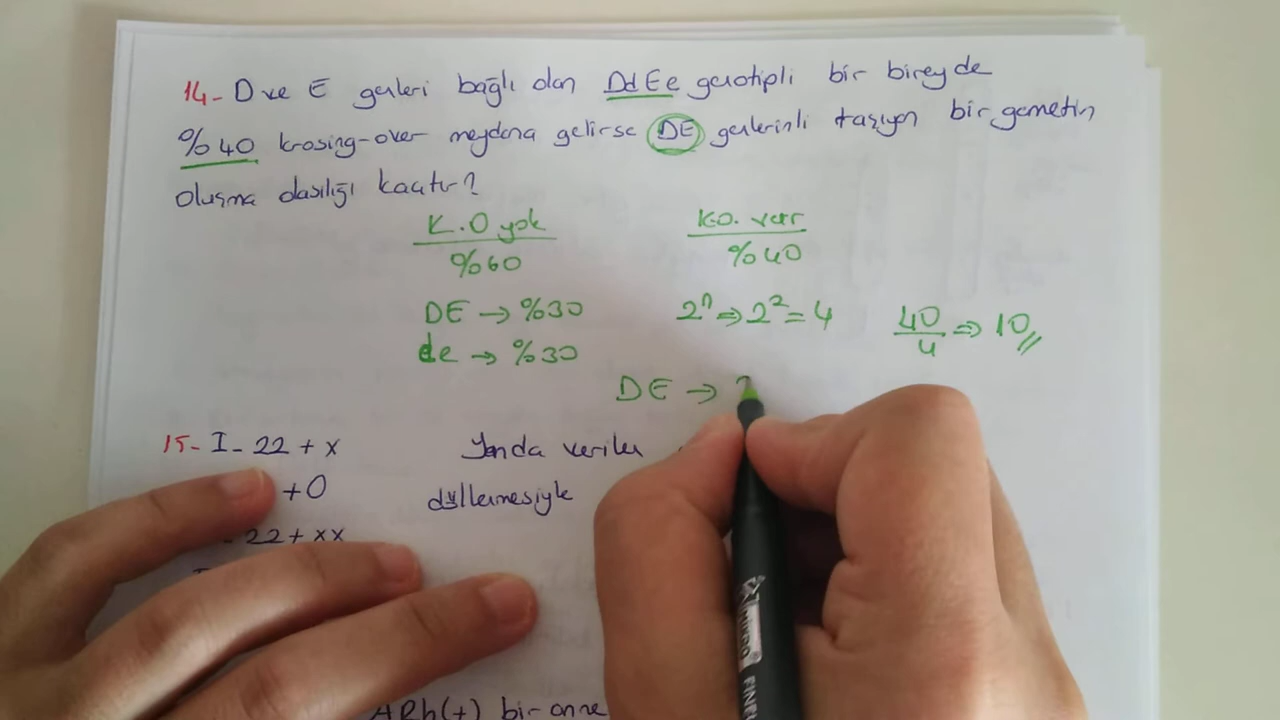 14- D ve E genleri bağlı olan DdEe genotipli bir bireyde
%40 krosing-over meydana gelirse DE genlerinli taşıyan bir gametin
oluşma olasılığı kaçtır?
K.O yok
%60
DE → %30
de → %30
K.O. var
%40
2ⁿ ⇒ 2² = 4
40/4 ⇒ 10//
DE →
15- I- 22 + x
Yanda verilen
+0
döllenmesiyle
22 + xx
ARh(+) bir anne